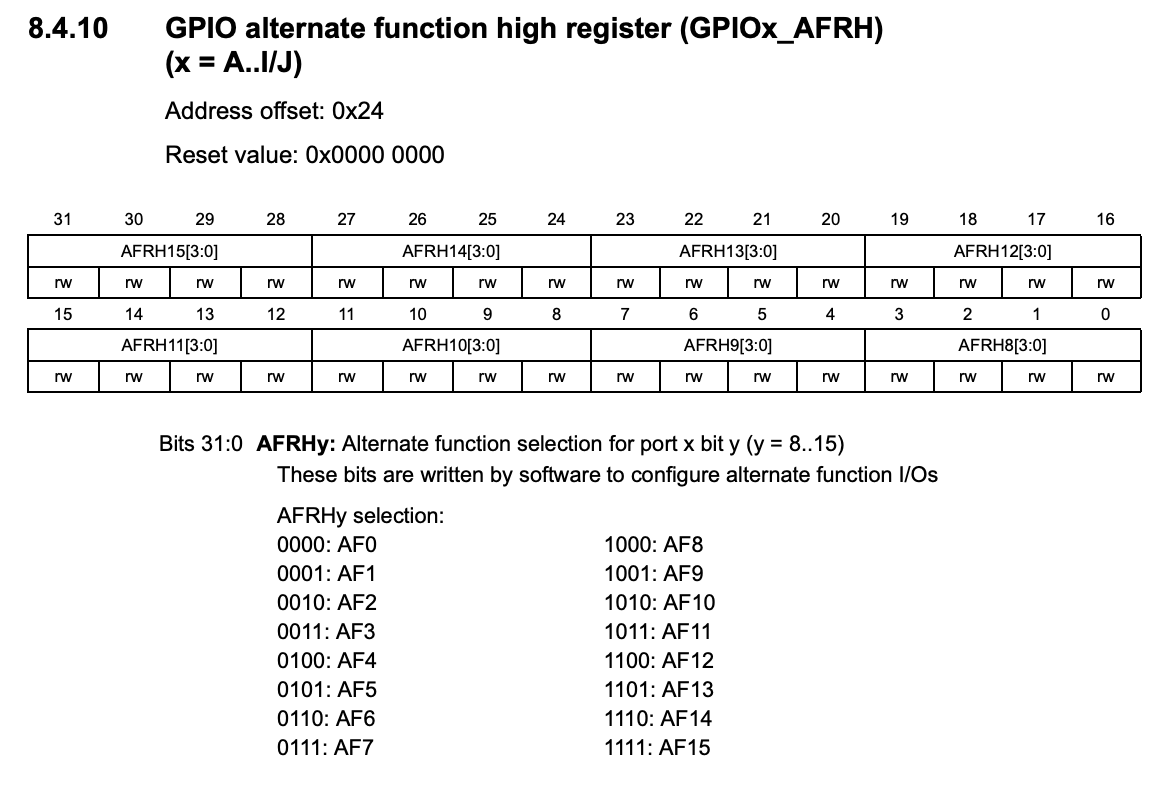 8.4.10 GPIO alternate function high register (GPIOx_AFRH)
(x = A..I/J)
Address offset: 0x24
Reset value: 0x0000 0000
31 30 29 28 27 26 25 24 23 22 21 20 19 18 17 16
AFRH15[3:0] AFRH14[3:0] AFRH13[3:0] AFRH12[3:0]
rw rw rw rw rw rw rw rw rw rw rw rw rw rw rw rw
15 14 13 12 11 10 9 8 7 6 5 4 3 2 1 0
AFRH11[3:0] AFRH10[3:0] AFRH9[3:0] AFRH8[3:0]
rw rw rw rw rw rw rw rw rw rw rw rw rw rw rw rw
Bits 31:0 AFRHy: Alternate function selection for port x bit y (y = 8..15)
These bits are written by software to configure alternate function I/Os
AFRHy selection:
0000: AF0 1000: AF8
0001: AF1 1001: AF9
0010: AF2 1010: AF10
0011: AF3 1011: AF11
0100: AF4 1100: AF12
0101: AF5 1101: AF13
0110: AF6 1110: AF14
0111: AF7 1111: AF15